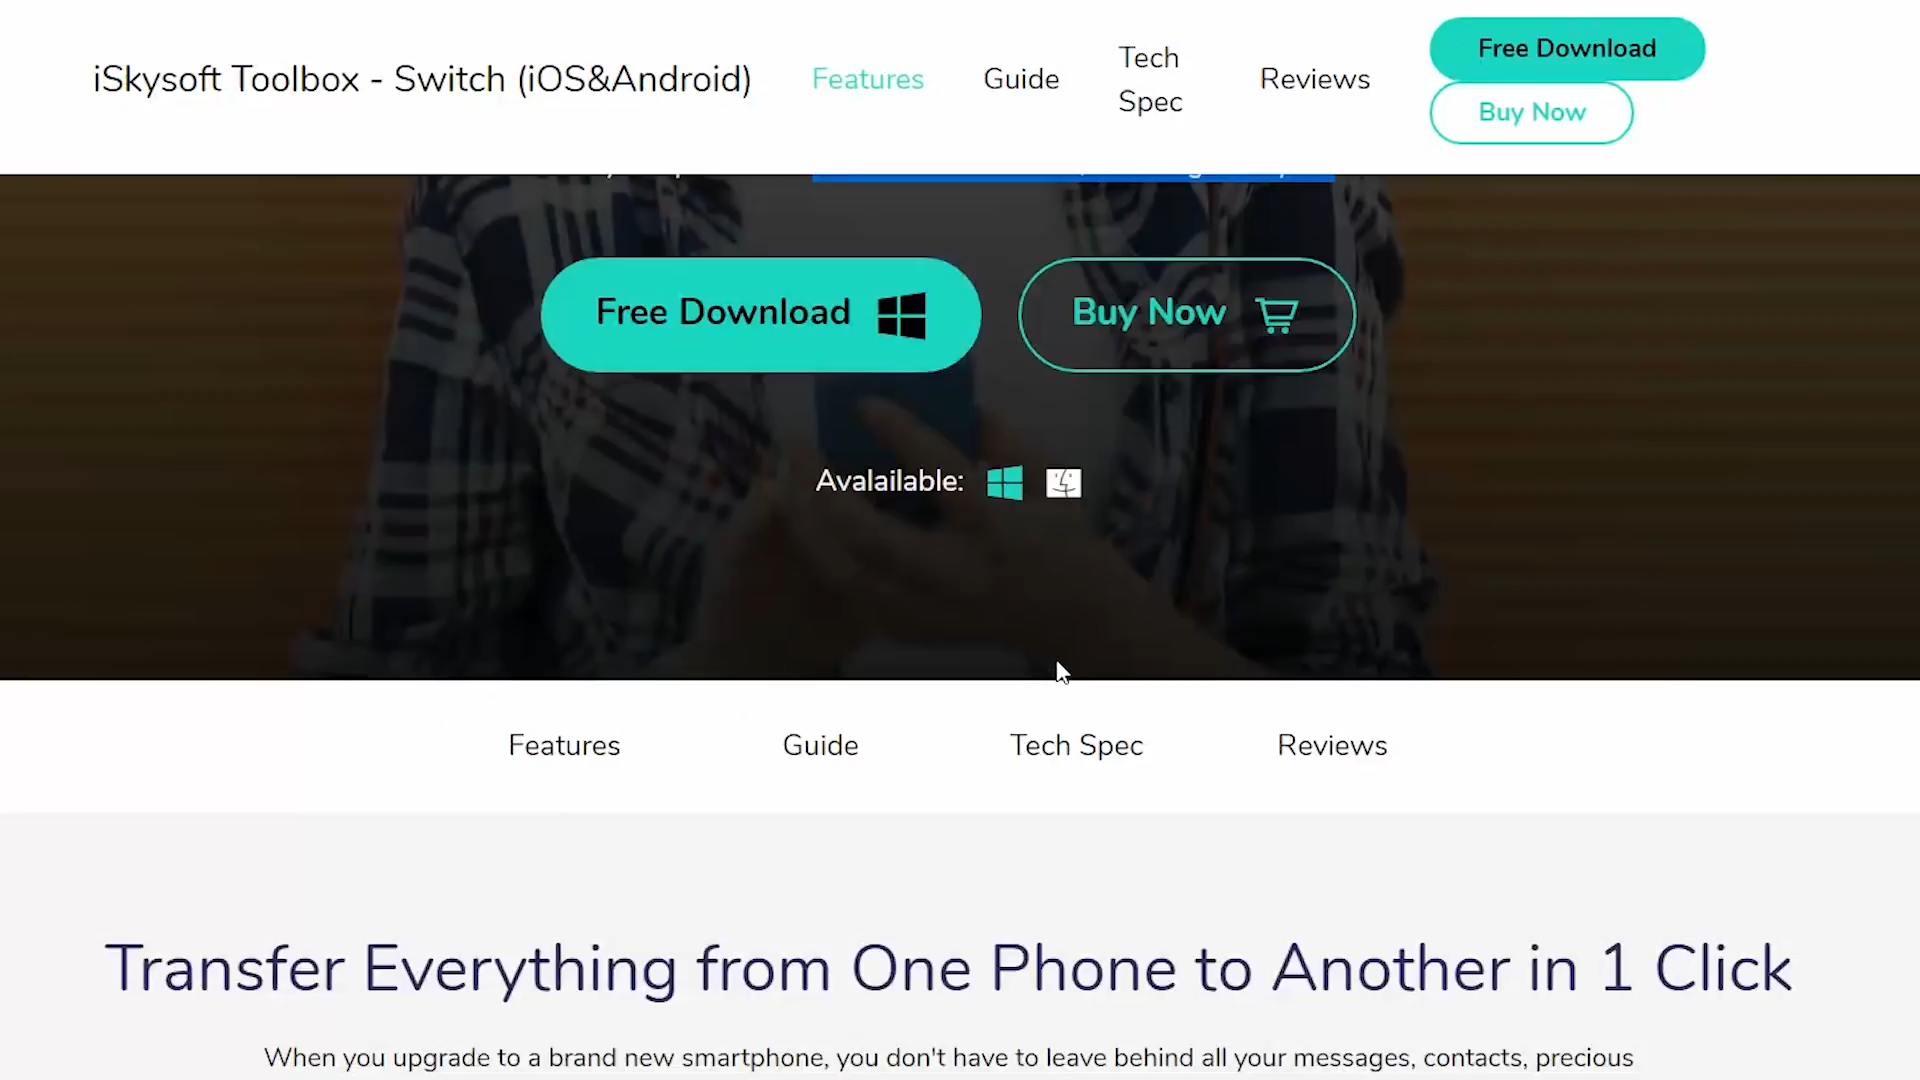 iSkysoft Toolbox - Switch (iOS&Android)
Features
Guide
Tech
Spec
Reviews
Free Download
Buy Now
Free Download
Buy Now
Avalailable:
Features
Guide
Tech Spec
Reviews
Transfer Everything from One Phone to Another in 1 Click
When you upgrade to a brand new smartphone, you don't have to leave behind all your messages, contacts, precious